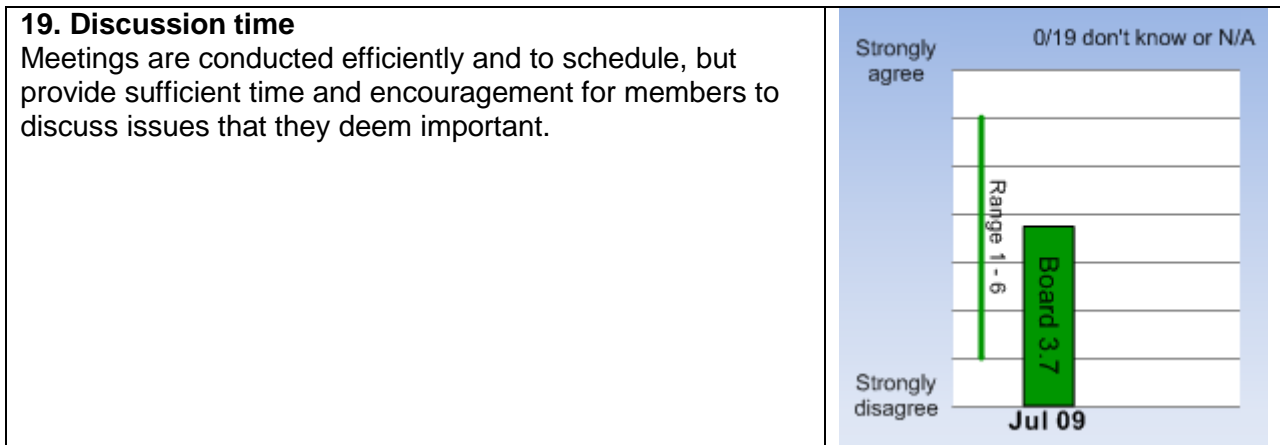 19. Discussion time
Meetings are conducted efficiently and to schedule, but
provide sufficient time and encouragement for members to
discuss issues that they deem important.
0/19 don't know or N/A
Strongly
agree
Range 1 - 6
Board 3.7
Strongly
disagree
Jul 09